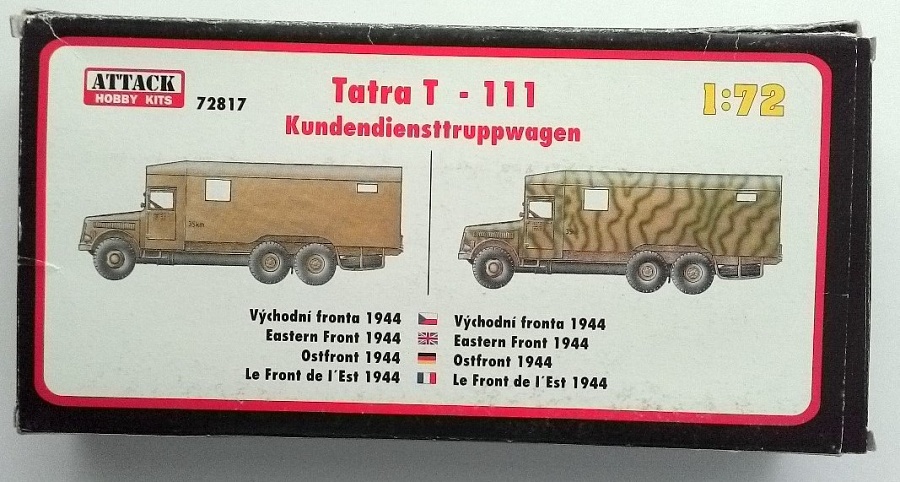 ATTACK
HOBBY KITS
72817
Tatra T - 111
1:72
Kundendiensttruppwagen
35km
Východní fronta 1944
Eastern Front 1944
Ostfront 1944
Le Front de l'Est 1944
Východní fronta 1944
Eastern Front 1944
Ostfront 1944
Le Front de l'Est 1944